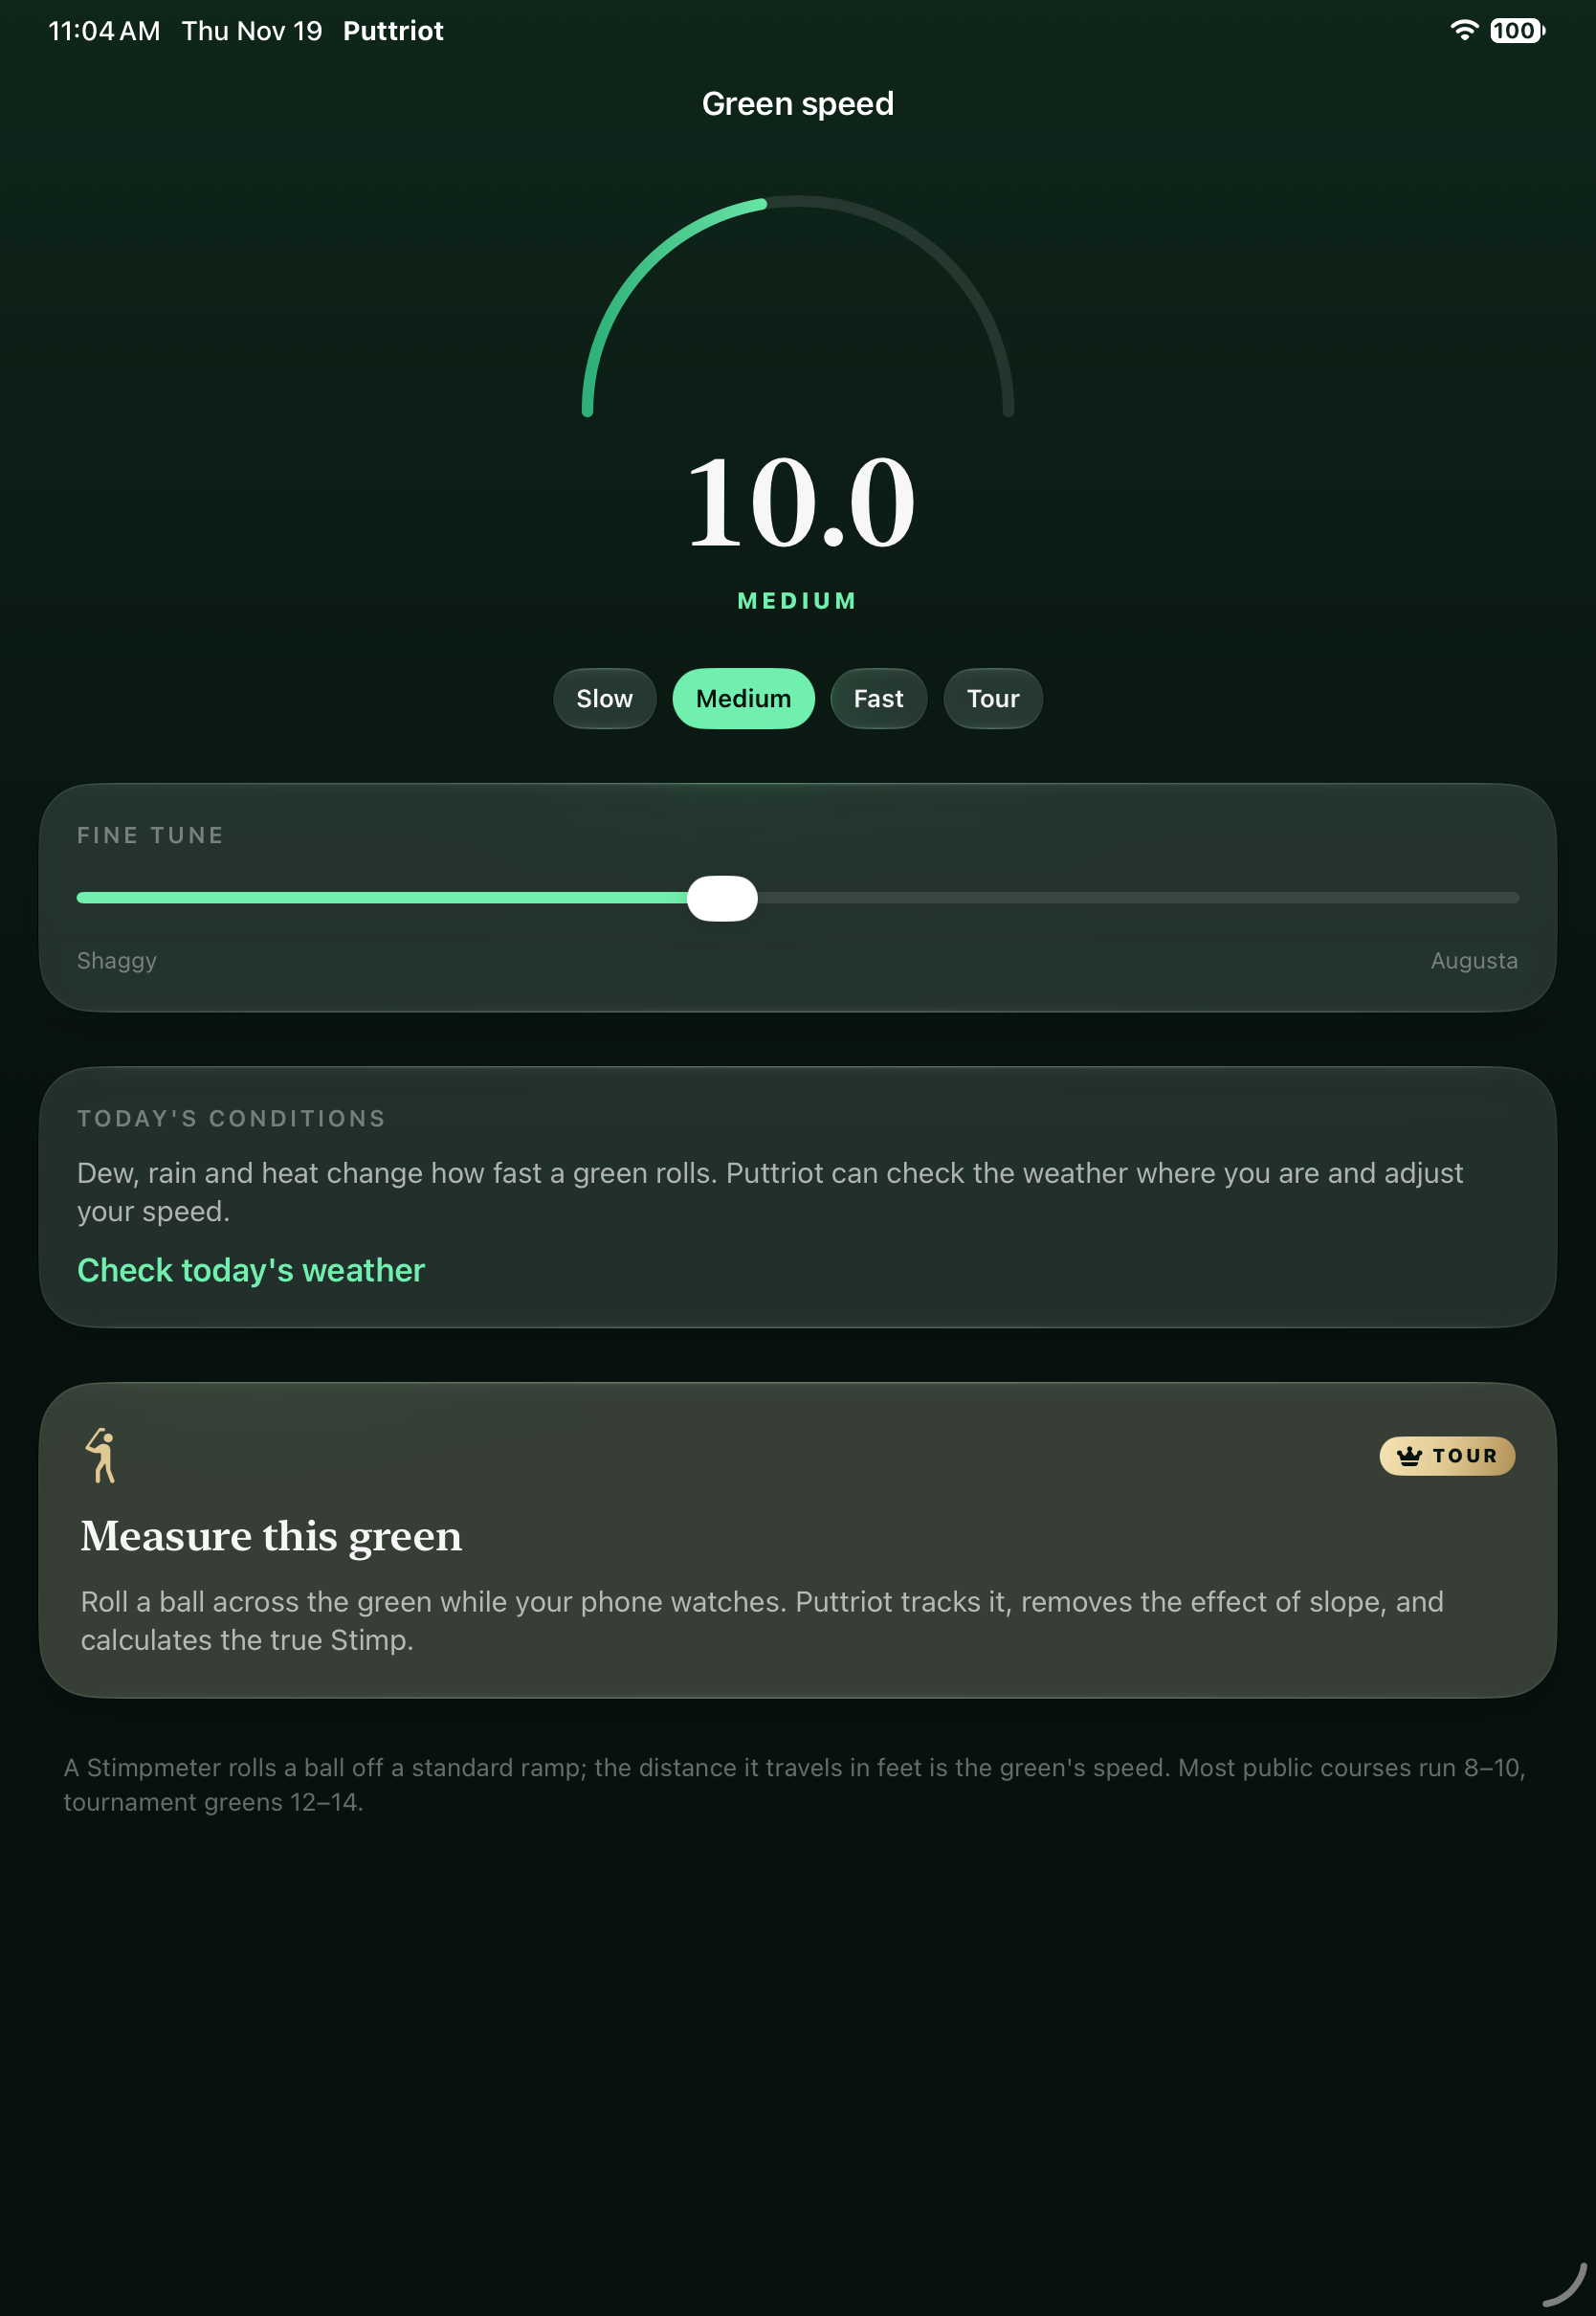 11:04 AM Thu Nov 19 Puttriot
100
Green speed
10.0
MEDIUM
Slow Medium Fast Tour
FINE TUNE
Shaggy Augusta
TODAY'S CONDITIONS
Dew, rain and heat change how fast a green rolls. Puttriot can check the weather where you are and adjust
your speed.
Check today's weather
TOUR
Measure this green
Roll a ball across the green while your phone watches. Puttriot tracks it, removes the effect of slope, and
calculates the true Stimp.
A Stimpmeter rolls a ball off a standard ramp; the distance it travels in feet is the green's speed. Most public courses run 8–10,
tournament greens 12–14.